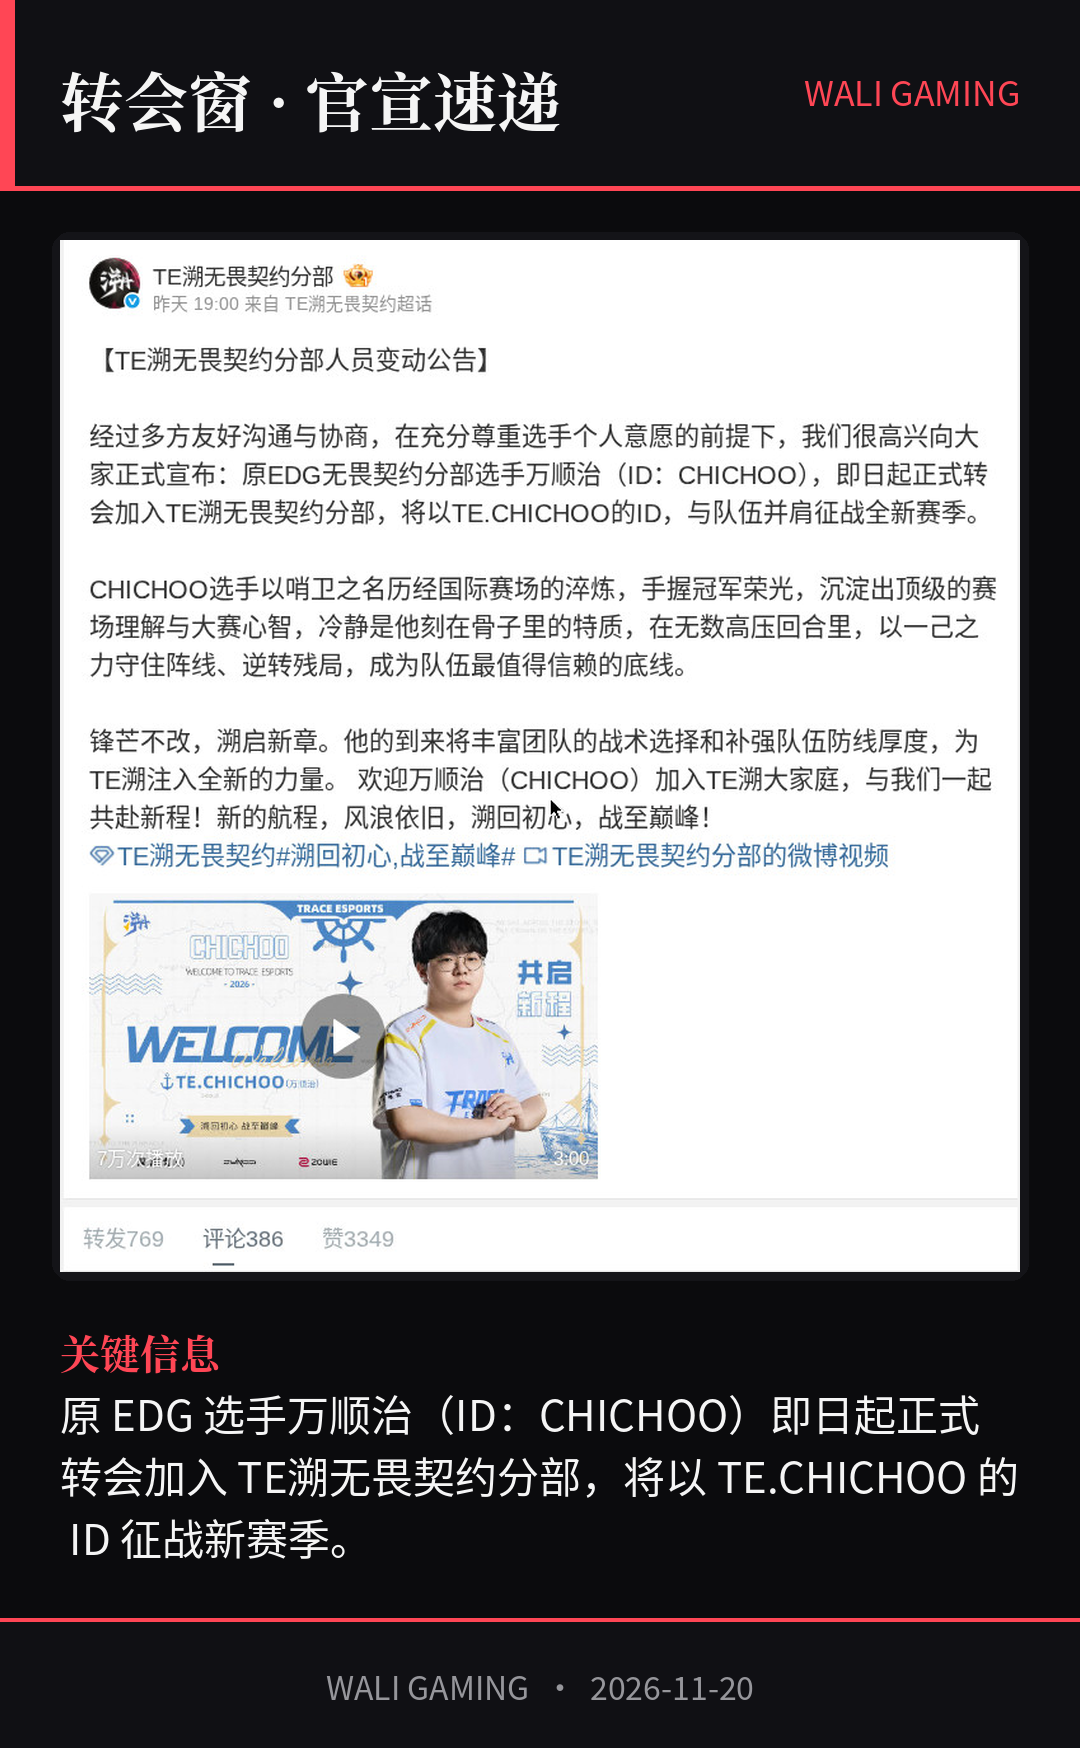 转会窗 · 官宣速递
WALI GAMING
TE溯无畏契约分部
昨天 19:00 来自 TE溯无畏契约超话
【TE溯无畏契约分部人员变动公告】
经过多方友好沟通与协商，在充分尊重选手个人意愿的前提下，我们很高兴向大
家正式宣布：原EDG无畏契约分部选手万顺治（ID：CHICHOO），即日起正式转
会加入TE溯无畏契约分部，将以TE.CHICHOO的ID，与队伍并肩征战全新赛季。
CHICHOO选手以哨卫之名历经国际赛场的淬炼，手握冠军荣光，沉淀出顶级的赛
场理解与大赛心智，冷静是他刻在骨子里的特质，在无数高压回合里，以一己之
力守住阵线、逆转残局，成为队伍最值得信赖的底线。
锋芒不改，溯启新章。他的到来将丰富团队的战术选择和补强队伍防线厚度，为
TE溯注入全新的力量。 欢迎万顺治（CHICHOO）加入TE溯大家庭，与我们一起
共赴新程！新的航程，风浪依旧，溯回初心，战至巅峰！
TE溯无畏契约#溯回初心,战至巅峰# TE溯无畏契约分部的微博视频
TRACE ESPORTS
溯
CHICHOO
WELCOME TO TRACE ESPORTS
- 2026 -
共启
新程
WELCOME
Welcome
TE.CHICHOO(万顺治)
溯回初心 战至巅峰
7万次播放
ZOWIE
3:00
转发769
评论386
赞3349
关键信息
原 EDG 选手万顺治（ID：CHICHOO）即日起正式
转会加入 TE溯无畏契约分部，将以 TE.CHICHOO 的
ID 征战新赛季。
WALI GAMING · 2026-11-20